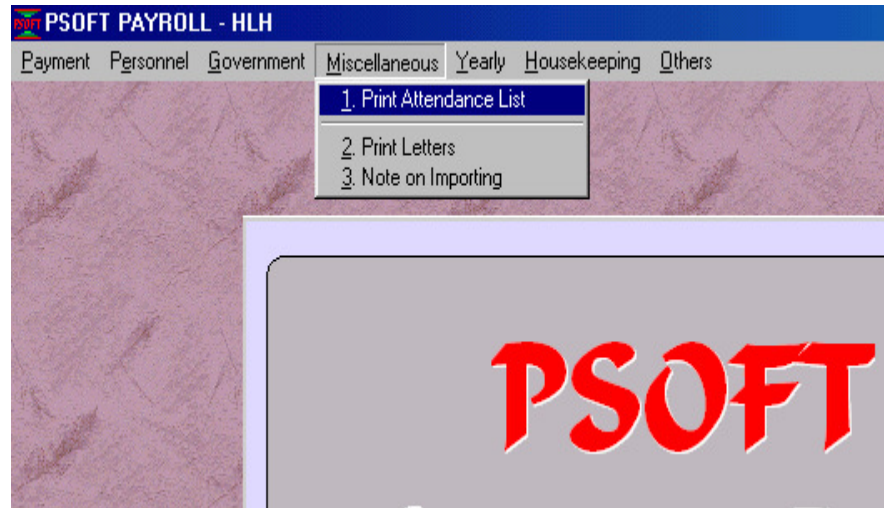 PSOFT PAYROLL - HLH
Payment Personnel Government Miscellaneous Yearly Housekeeping Others
1. Print Attendance List
2. Print Letters
3. Note on Importing
PSOFT